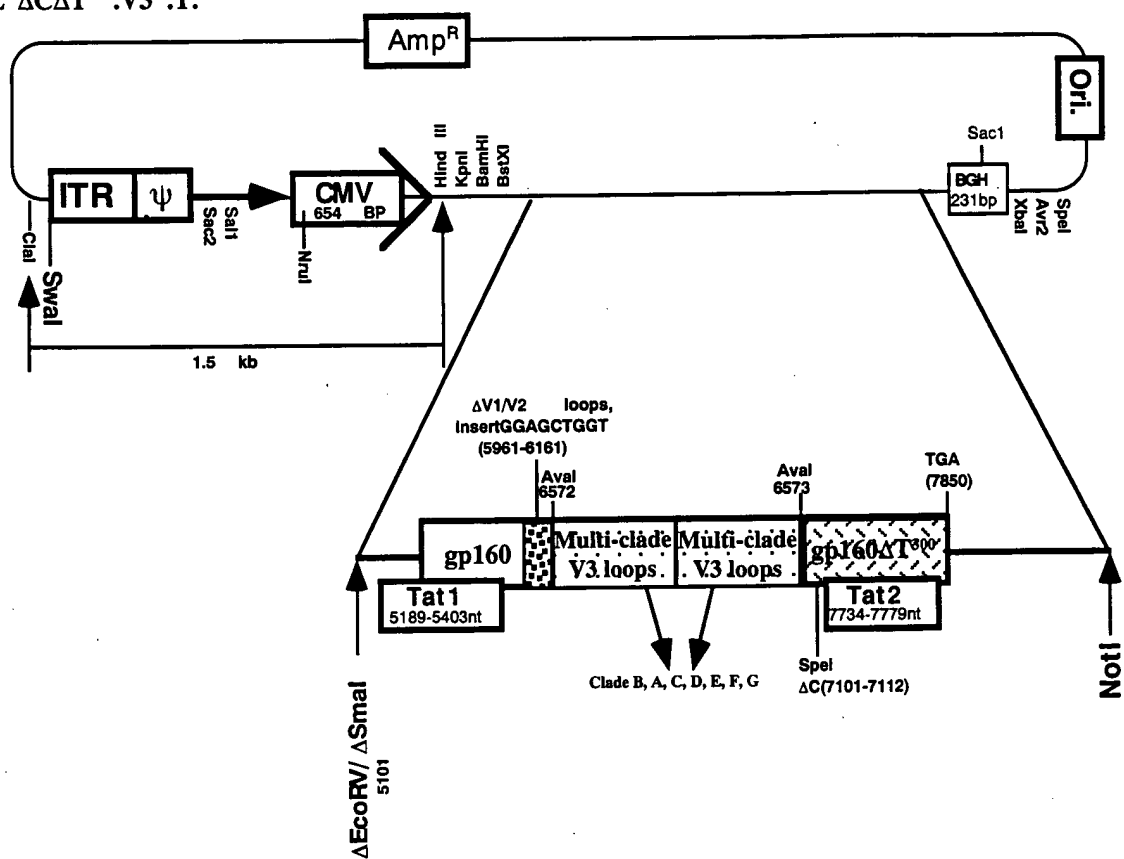 ΔCΔT .V3 .T.
Amp^R
Ori.
Sac1
Hind III
KpnI
BamHI
BstXI
ITR
ψ
CMV
654 BP
BGH
231bp
SpeI
Avr2
XbaI
Sal1
Sac2
NruI
ClaI
SwaI
1.5 kb
ΔV1/V2 loops,
insertGGAGCTGGT
(5961-6161)
AvaI
6572
AvaI
6573
TGA
(7850)
gp160
Multi-clade
V3 loops
Multi-clade
V3 loops
gp160ΔT^300
Tat1
5189-5403nt
Tat2
7734-7779nt
SpeI
ΔC(7101-7112)
Clade B, A, C, D, E, F, G
NotI
ΔEcoRV/ ΔSmaI
5101